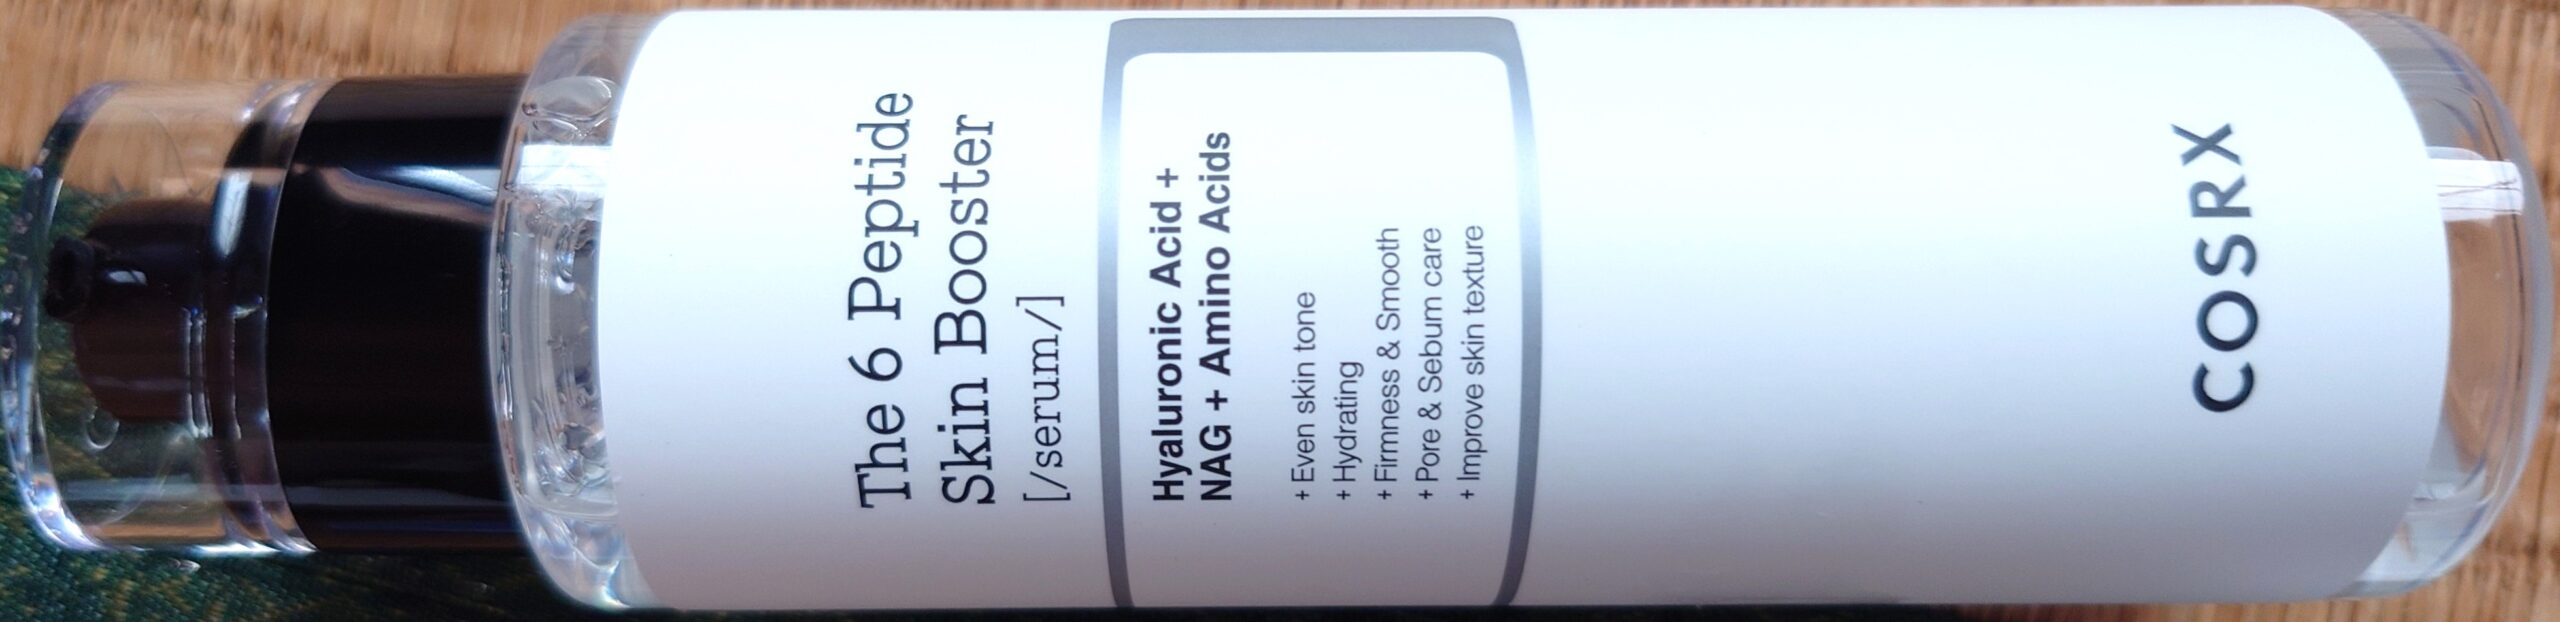 The 6 Peptide
Skin Booster
[/serum/]
Hyaluronic Acid +
NAG + Amino Acids
+ Even skin tone
+ Hydrating
+ Firmness & Smooth
+ Pore & Sebum care
+ Improve skin texture
COSRX